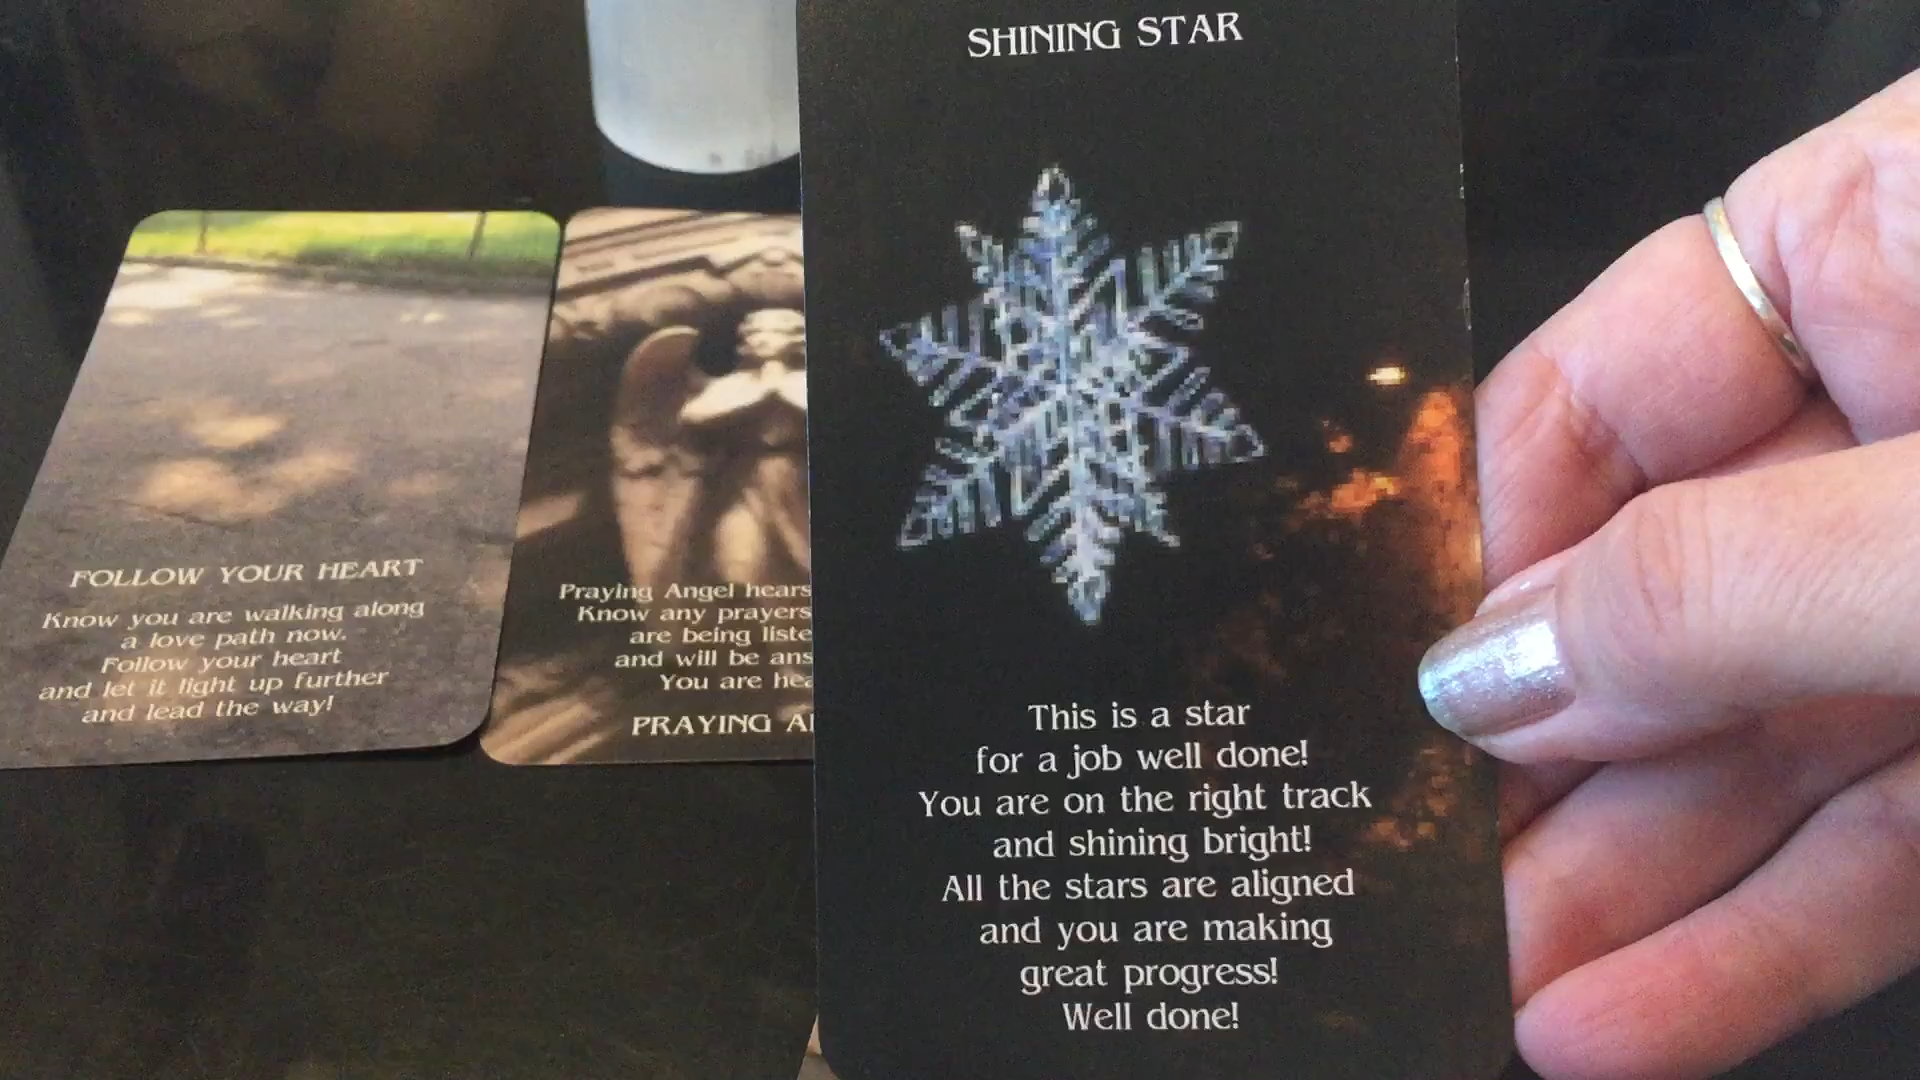 SHINING STAR
This is a star
for a job well done!
You are on the right track
and shining bright!
All the stars are aligned
and you are making
great progress!
Well done!
FOLLOW YOUR HEART
Know you are walking along
a love path now.
Follow your heart
and let it light up further
and lead the way!
Praying Angel hears
Know any prayers
are being
and will be
You are
PRAYING